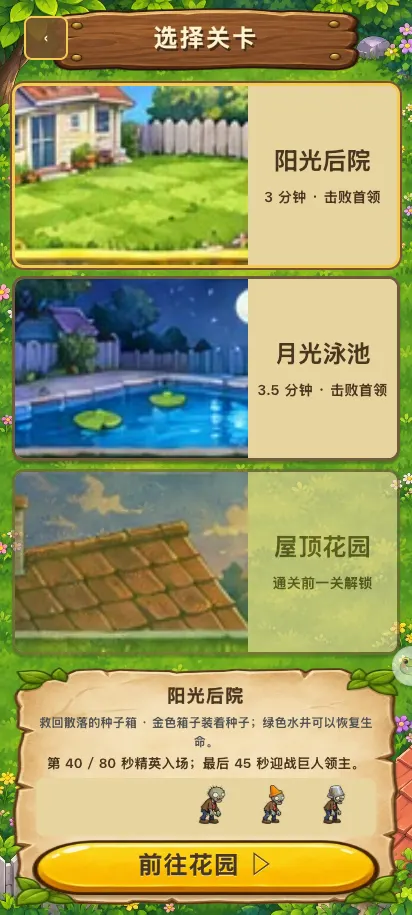 ‹
选择关卡
阳光后院
3 分钟 · 击败首领
月光泳池
3.5 分钟 · 击败首领
屋顶花园
通关前一关解锁
阳光后院
救回散落的种子箱 · 金色箱子装着种子；绿色水井可以恢复生
命。
第 40 / 80 秒精英入场；最后 45 秒迎战巨人领主。
前往花园 ▷